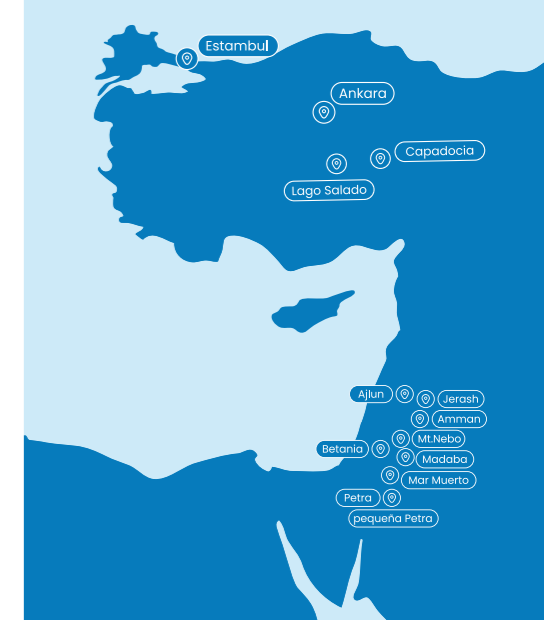 Estambul
Ankara
Capadocia
Lago Salado
Ajlun
Jerash
Amman
Mt.Nebo
Betania
Madaba
Mar Muerto
Petra
pequeña Petra